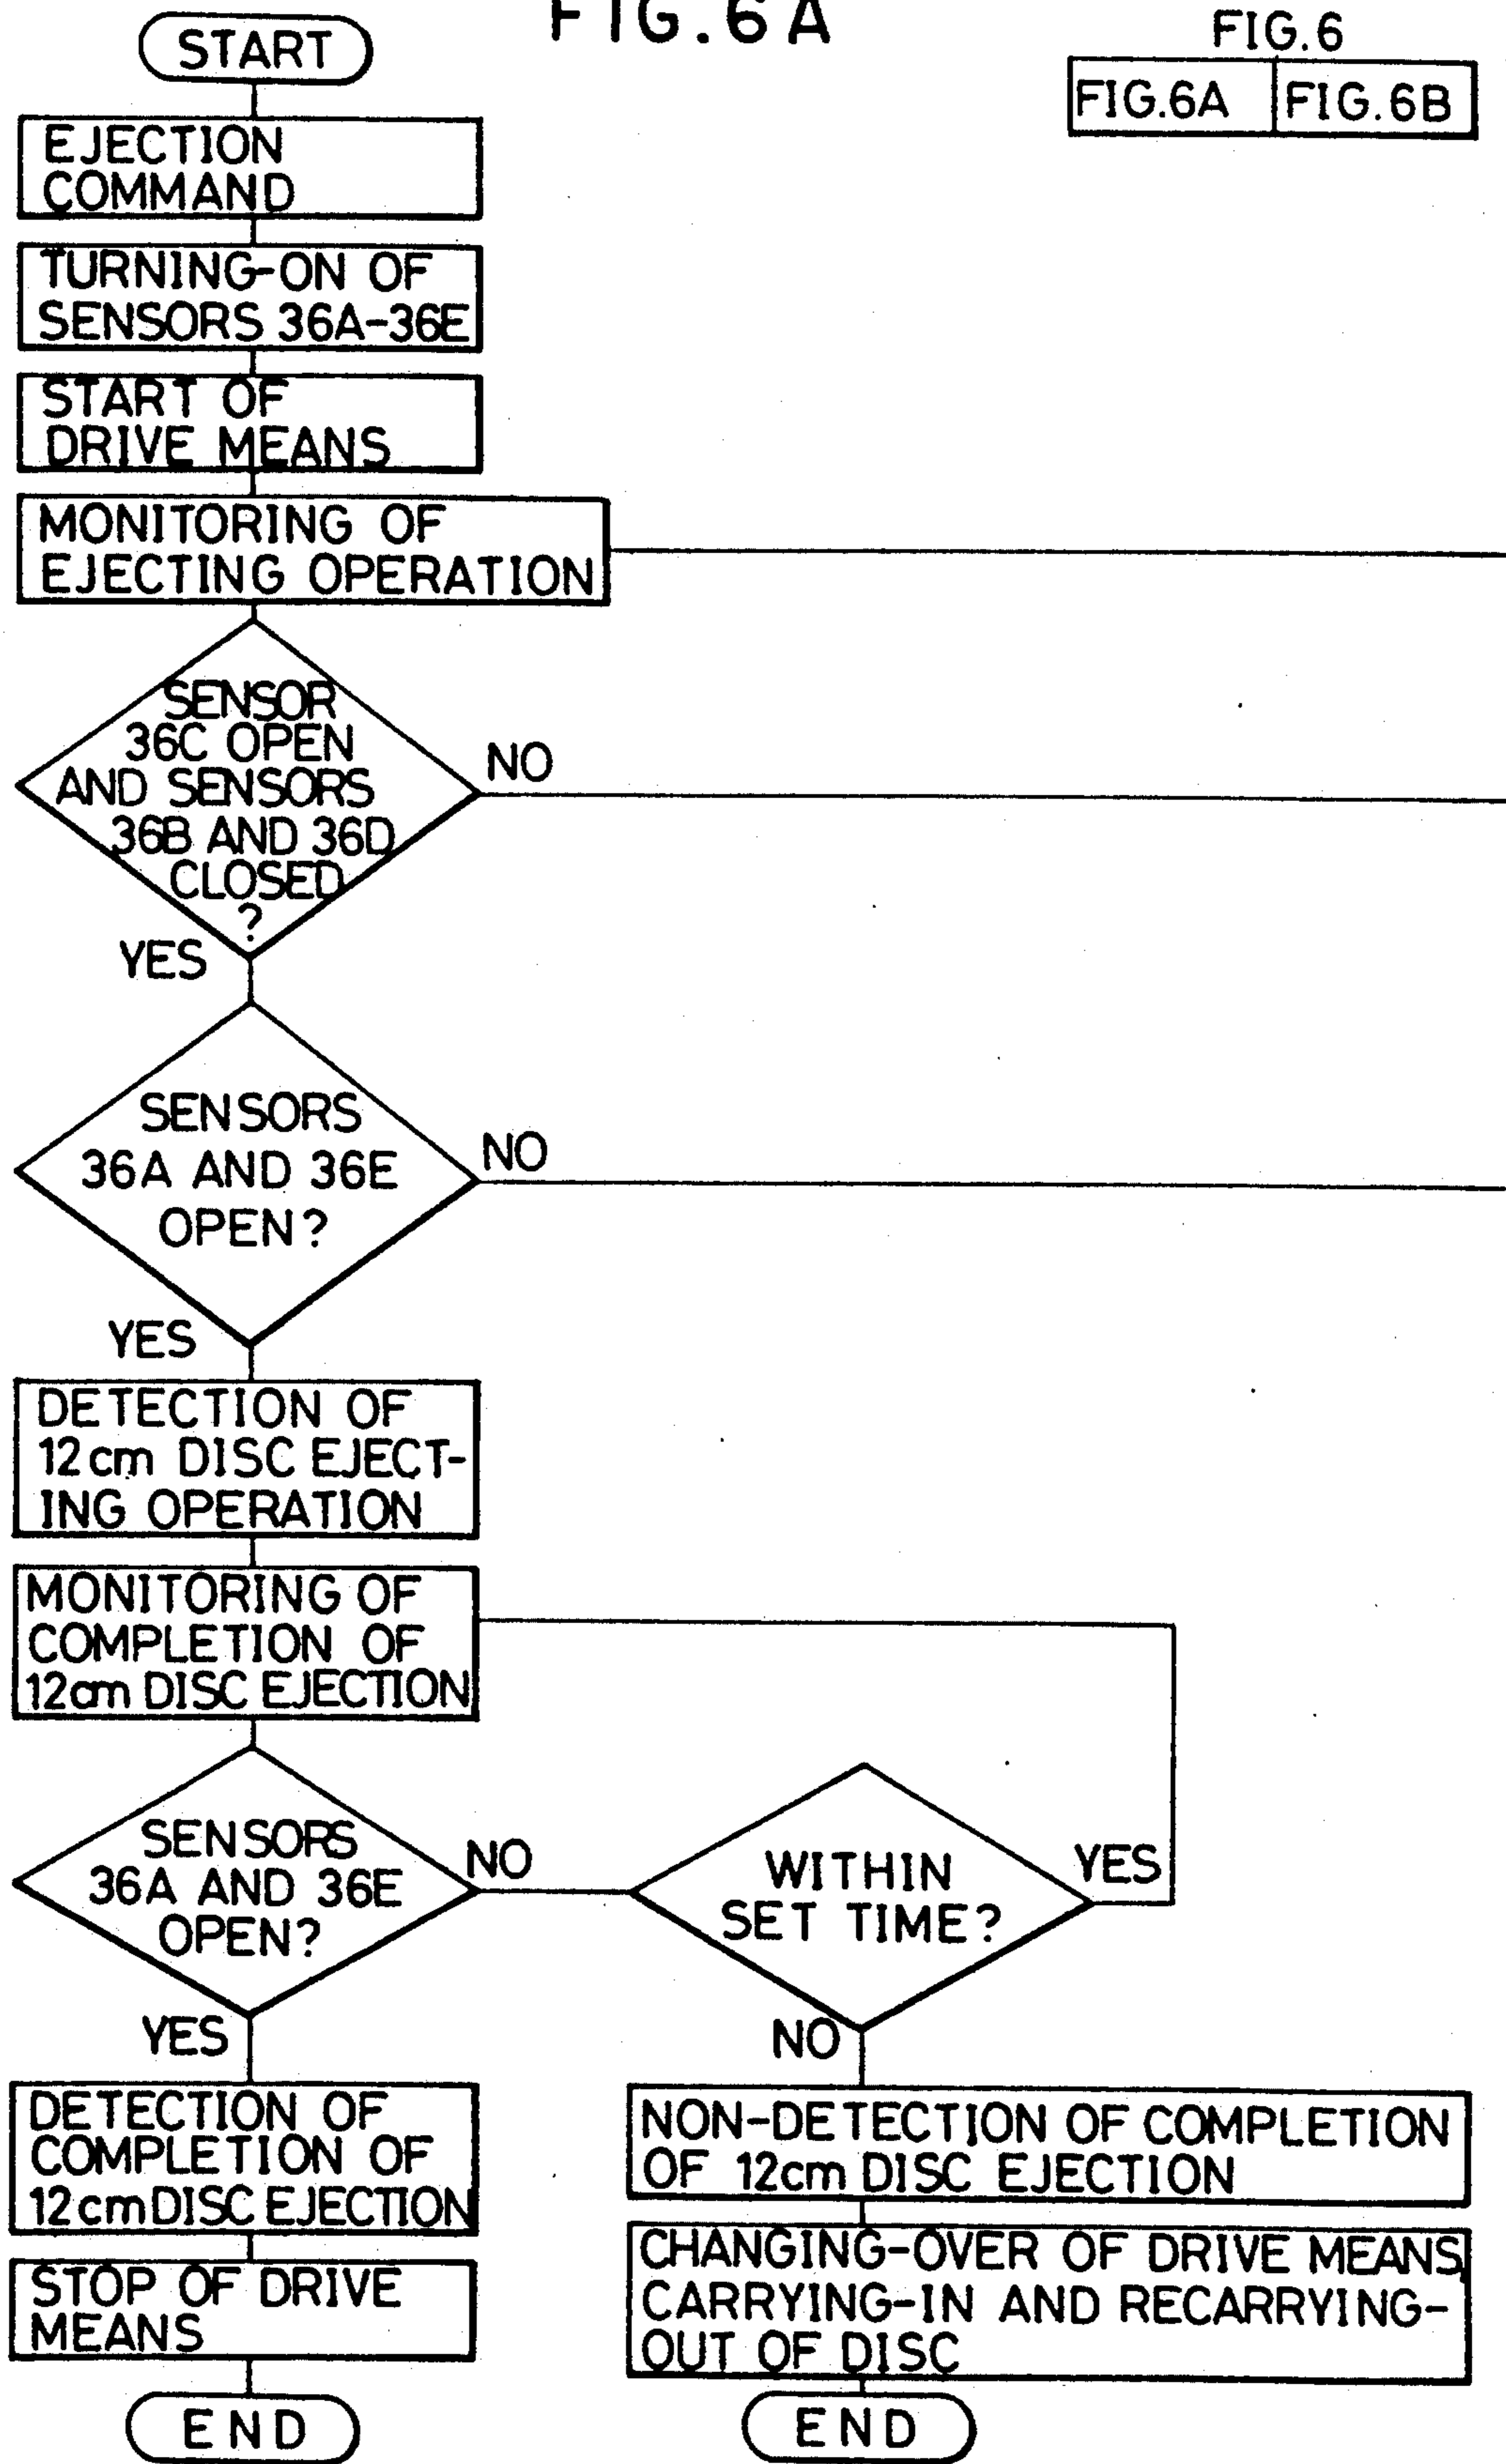 FIG.6A
FIG.6
FIG.6A
FIG.6B
START
EJECTION
COMMAND
TURNING-ON OF
SENSORS 36A-36E
START OF
DRIVE MEANS
MONITORING OF
EJECTING OPERATION
SENSOR
36C OPEN
AND SENSORS
36B AND 36D
CLOSED
?
NO
YES
SENSORS
36A AND 36E
OPEN?
NO
YES
DETECTION OF
12cm DISC EJECT-
ING OPERATION
MONITORING OF
COMPLETION OF
12cm DISC EJECTION
SENSORS
36A AND 36E
OPEN?
NO
YES
WITHIN
SET TIME?
YES
NO
DETECTION OF
COMPLETION OF
12cm DISC EJECTION
STOP OF DRIVE
MEANS
END
NON-DETECTION OF COMPLETION
OF 12cm DISC EJECTION
CHANGING-OVER OF DRIVE MEANS,
CARRYING-IN AND RECARRYING-
OUT OF DISC
END